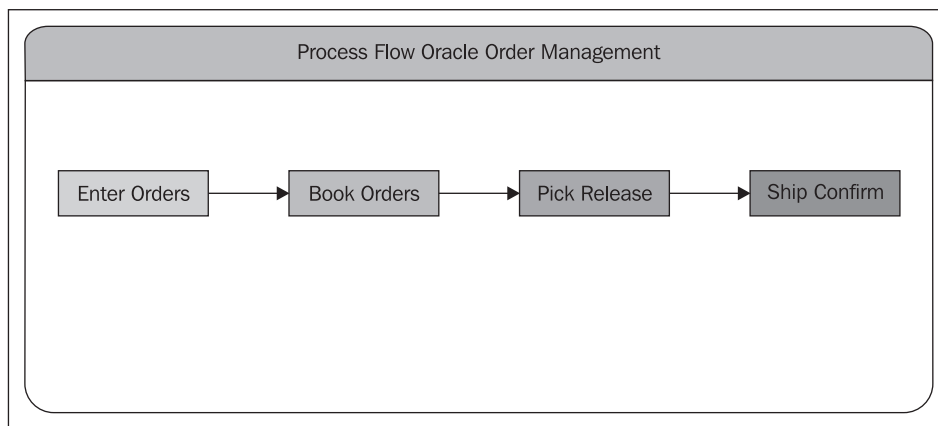 Process Flow Oracle Order Management
Enter Orders
Book Orders
Pick Release
Ship Confirm